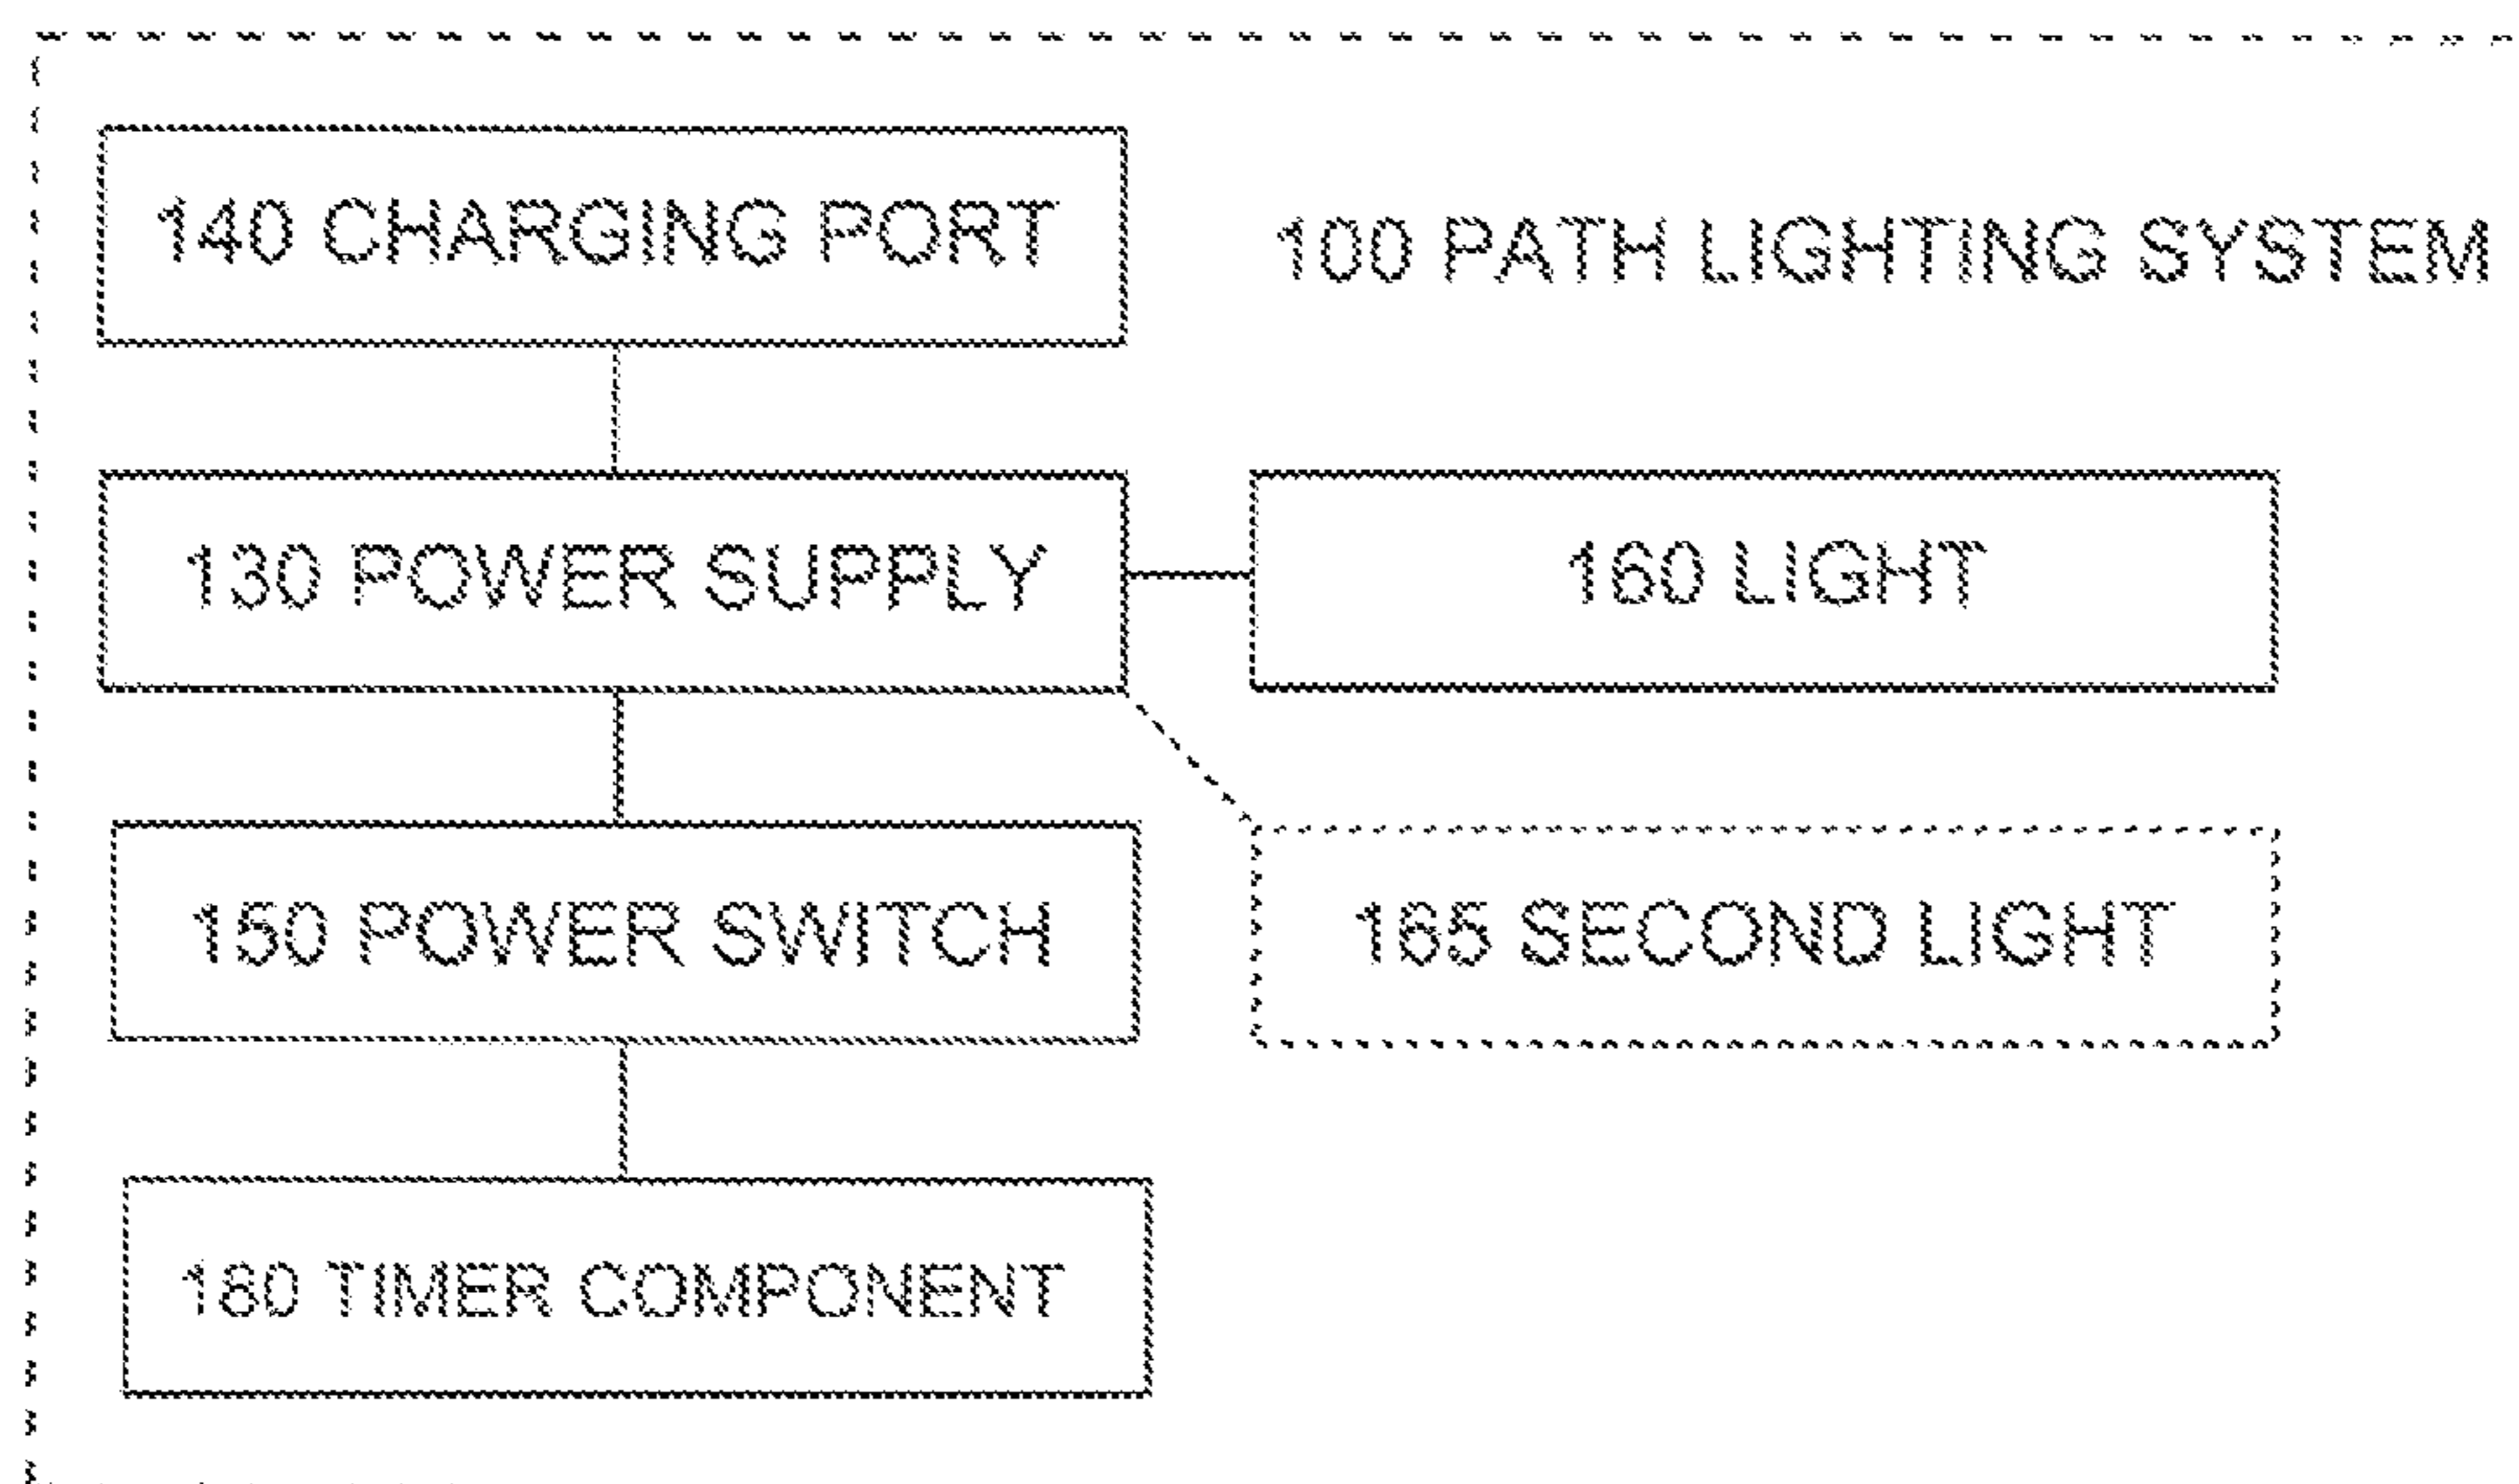 140 CHARGING PORT
100 PATH LIGHTING SYSTEM
130 POWER SUPPLY
160 LIGHT
150 POWER SWITCH
165 SECOND LIGHT
180 TIMER COMPONENT